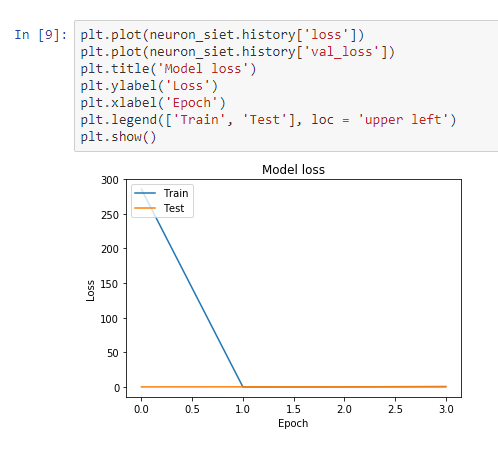 In [9]: plt.plot(neuron_siet.history['loss'])
plt.plot(neuron_siet.history['val_loss'])
plt.title('Model loss')
plt.ylabel('Loss')
plt.xlabel('Epoch')
plt.legend(['Train', 'Test'], loc = 'upper left')
plt.show()
Model loss
Train
Test
300
250
200
150
100
50
0
Loss
0.0 0.5 1.0 1.5 2.0 2.5 3.0
Epoch